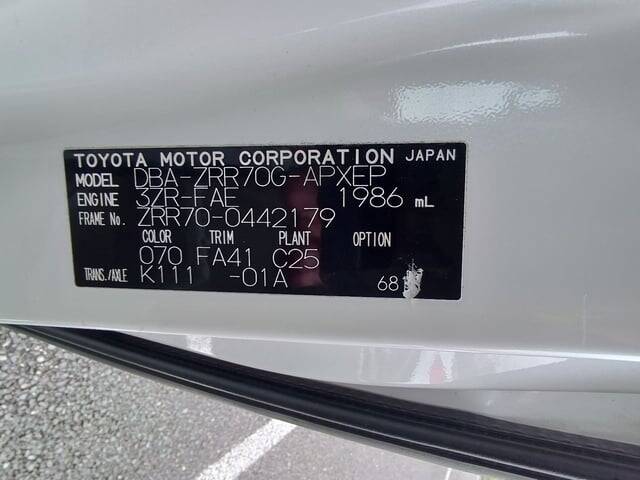 TOYOTA MOTOR CORPORATION JAPAN
MODEL DBA-ZRR70G-APXEP
ENGINE 3ZR-FAE 1986 mL
FRAME No. ZRR70-0442179
COLOR TRIM PLANT OPTION
070 FA41 C25
TRANS./AXLE K111 -01A
68